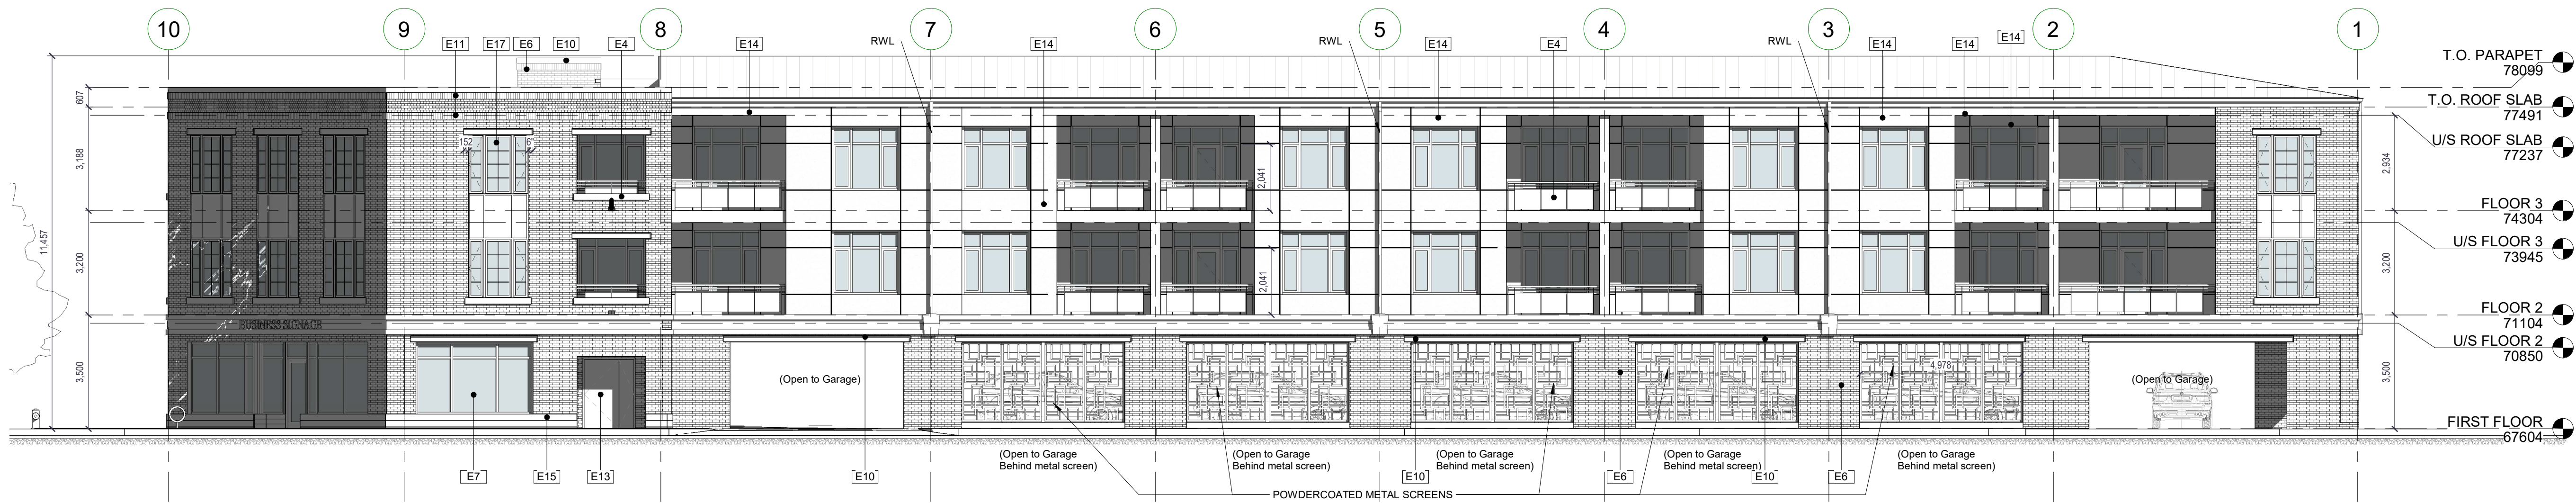 10
9
8
7
6
5
4
3
2
1
E11
E17
E6
E10
E4
E14
RWL
E14
RWL
E14
E4
RWL
E14
E14
E14
T.O. PARAPET
78099
T.O. ROOF SLAB
77491
U/S ROOF SLAB
77237
FLOOR 3
74304
U/S FLOOR 3
73945
FLOOR 2
71104
U/S FLOOR 2
70850
FIRST FLOOR
67604
607
3,188
11,457
3,200
3,500
152
6"
2,041
2,041
2,934
3,200
3,500
BUSINESS SIGNAGE
(Open to Garage)
4,978
(Open to Garage)
E7
E15
E13
E10
(Open to Garage
Behind metal screen)
(Open to Garage
Behind metal screen)
(Open to Garage
Behind metal screen)
E10
E6
(Open to Garage
Behind metal screen)
E10
E6
(Open to Garage
Behind metal screen)
POWDERCOATED METAL SCREENS